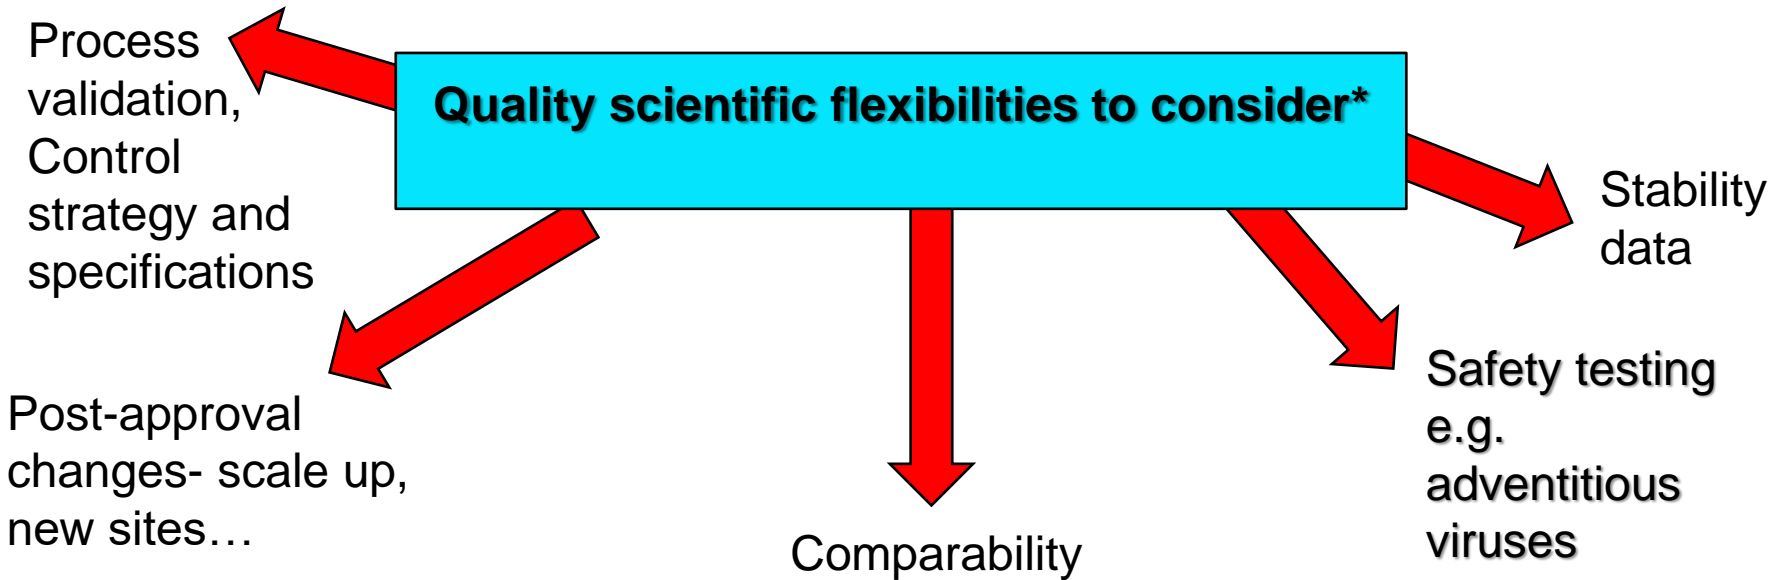 Quality scientific flexibilities to consider*
Process
validation,
Control
strategy and
specifications
Post-approval
changes- scale up,
new sites…
Comparability
Safety testing
e.g.
adventitious
viruses
Stability
data